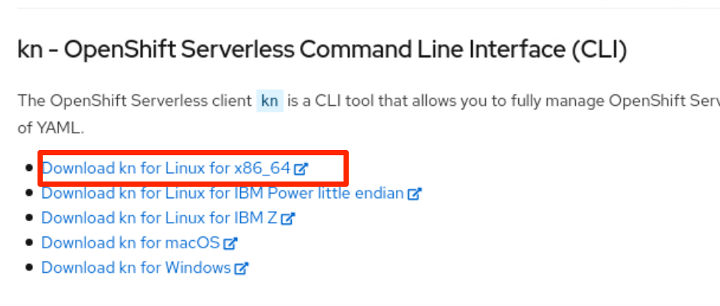 kn - OpenShift Serverless Command Line Interface (CLI)
The OpenShift Serverless client kn is a CLI tool that allows you to fully manage OpenShift
of YAML.
Download kn for Linux for x86_64
Download kn for Linux for IBM Power little endian
Download kn for Linux for IBM Z
Download kn for macOS
Download kn for Windows